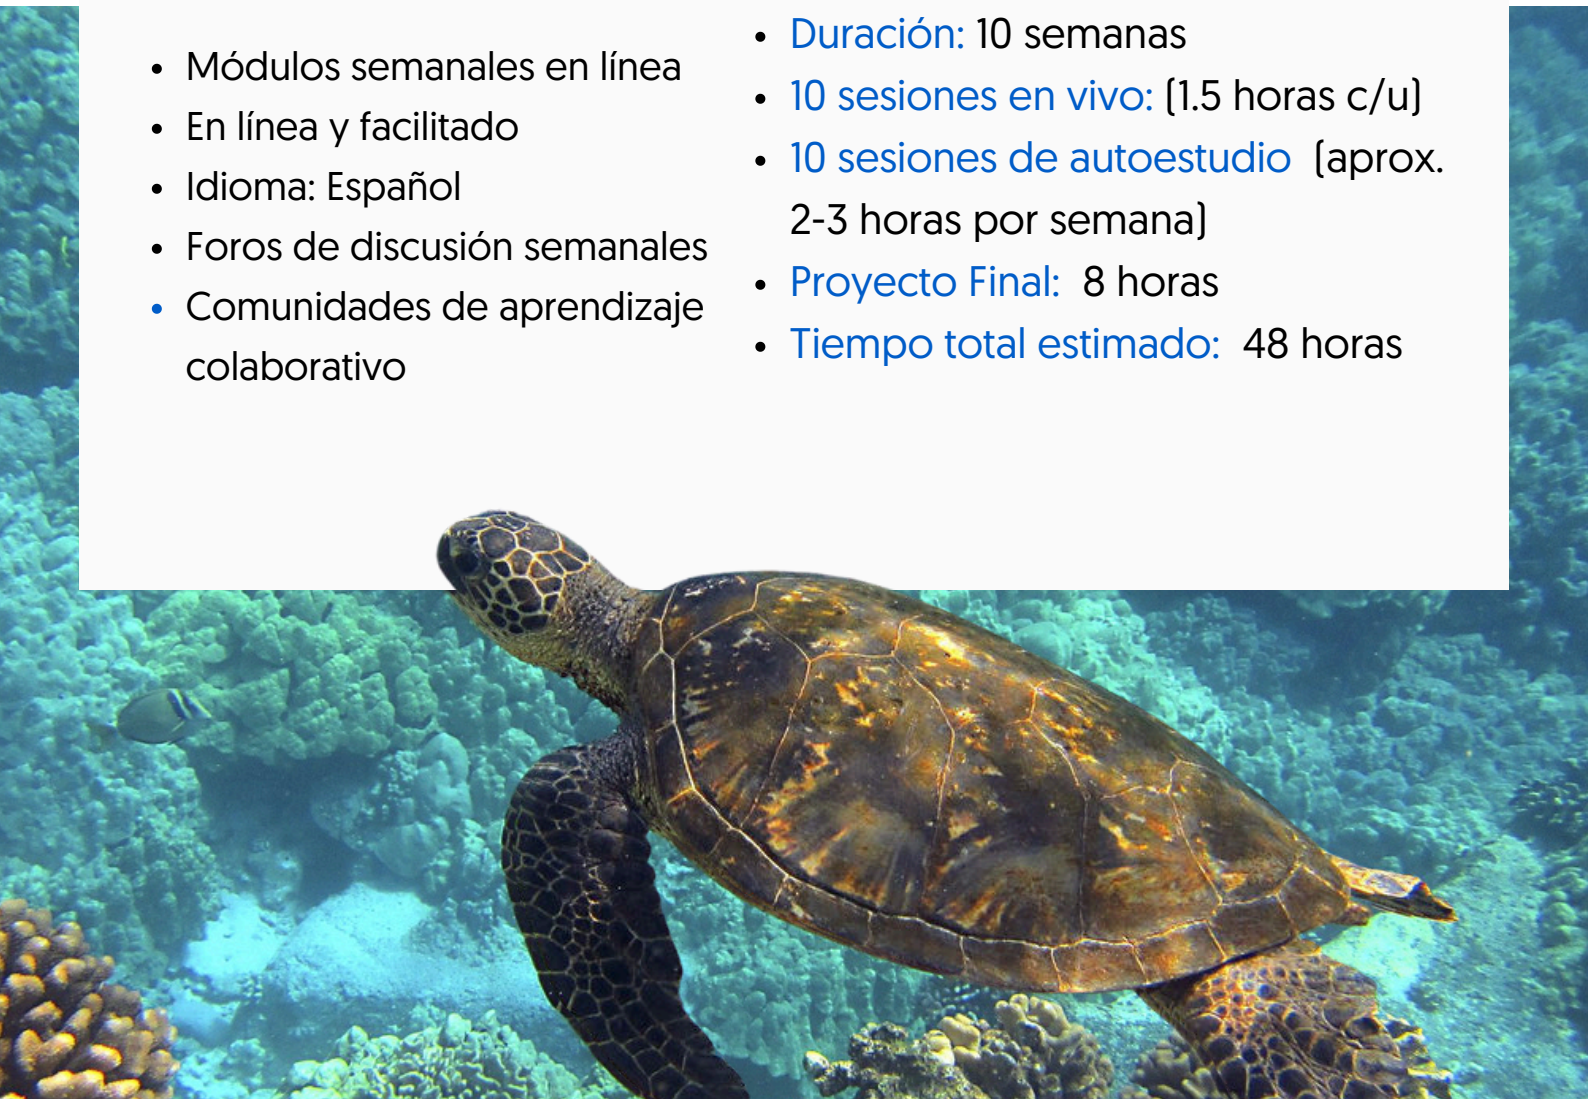 Módulos semanales en línea
En línea y facilitado
Idioma: Español
Foros de discusión semanales
Comunidades de aprendizaje
colaborativo
Duración: 10 semanas
10 sesiones en vivo: (1.5 horas c/u)
10 sesiones de autoestudio (aprox.
2-3 horas por semana)
Proyecto Final: 8 horas
Tiempo total estimado: 48 horas